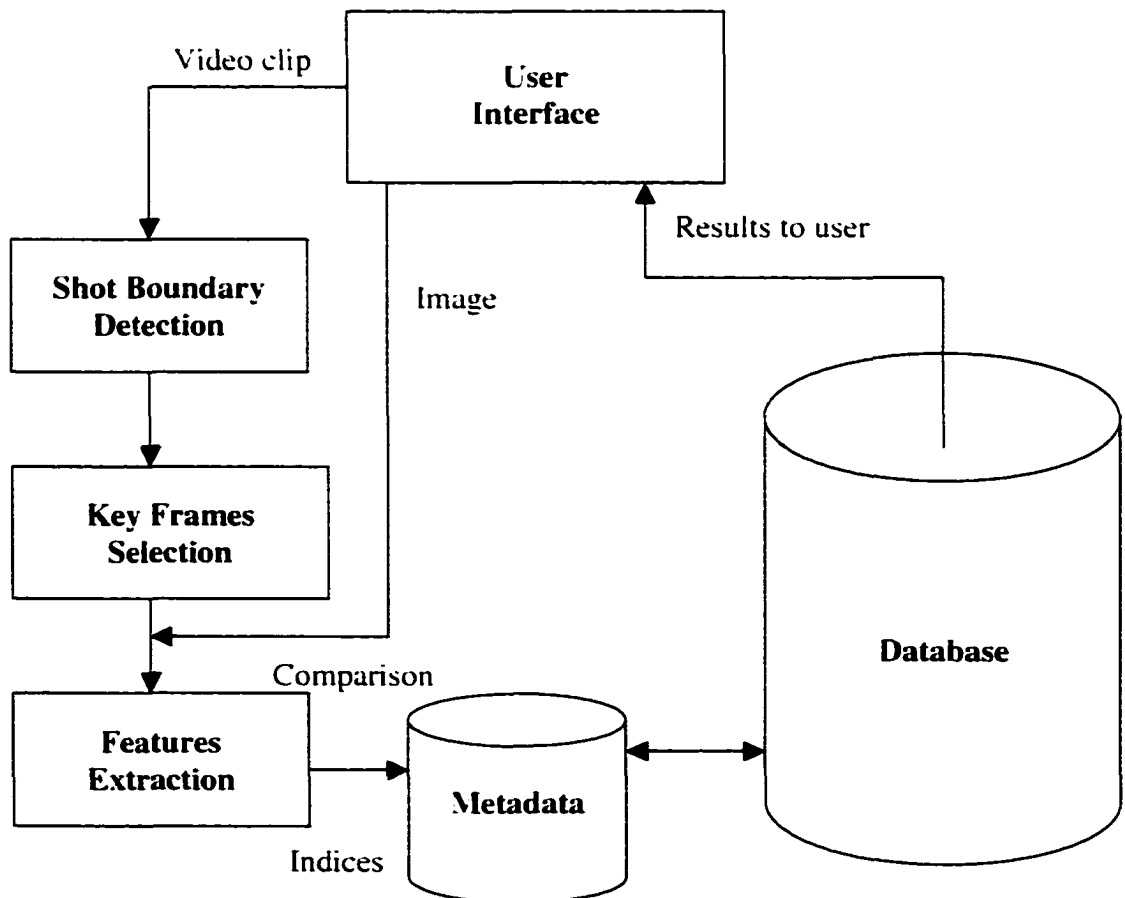 Video clip
User
Interface
Results to user
Shot Boundary
Detection
Image
Key Frames
Selection
Database
Comparison
Features
Extraction
Metadata
Indices